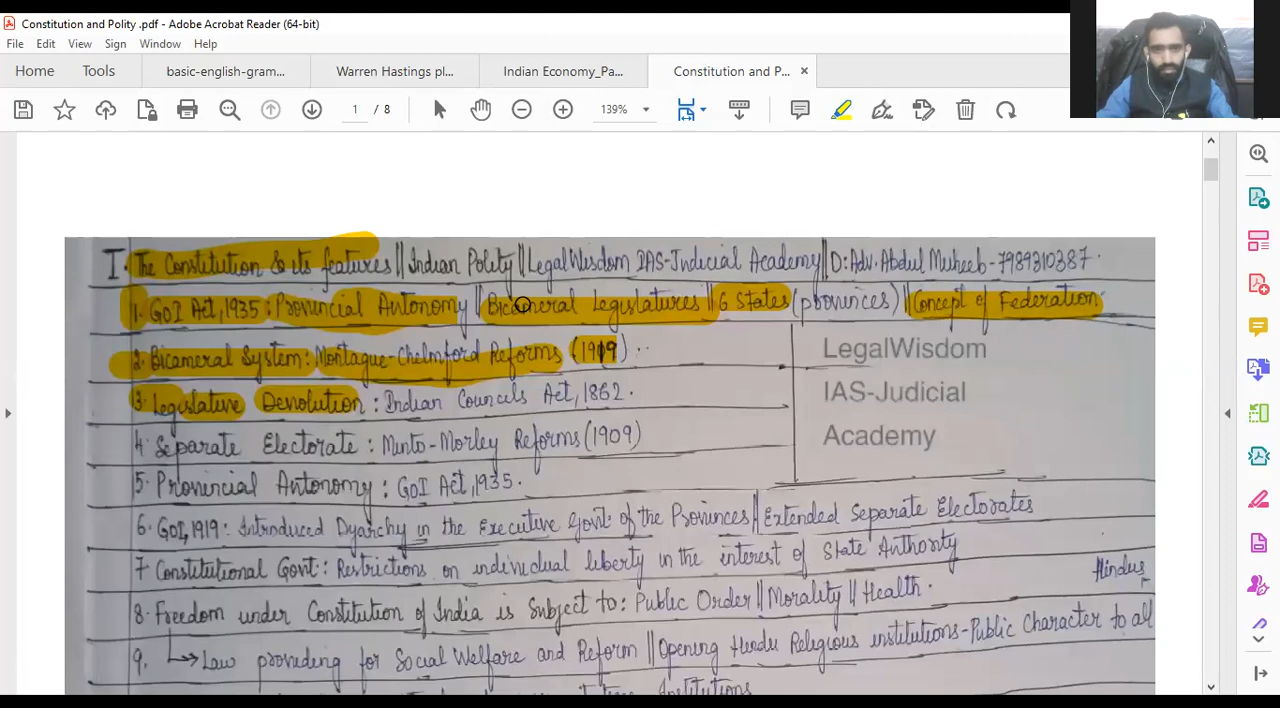 Constitution and Polity .pdf - Adobe Acrobat Reader (64-bit)
File Edit View Sign Window Help
Home Tools basic-english-gram... Warren Hastings pl... Indian Economy_Pa... Constitution and P... ×
1 / 8 139%
I. The Constitution & its features || Indian Polity || LegalWisdom IAS-Judicial Academy || D: Adv. Abdul Muheeb - 7989310387.
1. GoI Act, 1935 : Provincial Autonomy || Bicameral Legislatures || 6 States (provinces) || Concept of Federation
2. Bicameral System: Montague-Chelmford Reforms (1919) ..
3. Legislative Devolution : Indian Councils Act, 1862.
4. Separate Electorate : Minto-Morley Reforms (1909)
5. Provincial Autonomy : GoI Act, 1935.
6. GoI, 1919 : Introduced Dyarchy in the Executive Govt of the Provinces || Extended Separate Electorates
7 Constitutional Govt : Restrictions on individual liberty in the interest of State Authority
8. Freedom under Constitution of India is Subject to : Public Order || Morality || Health.
Hindus
9. Law providing for Social Welfare and Reform || Opening Hindu Religious institutions - Public Character to all
Institutions
LegalWisdom
IAS-Judicial
Academy